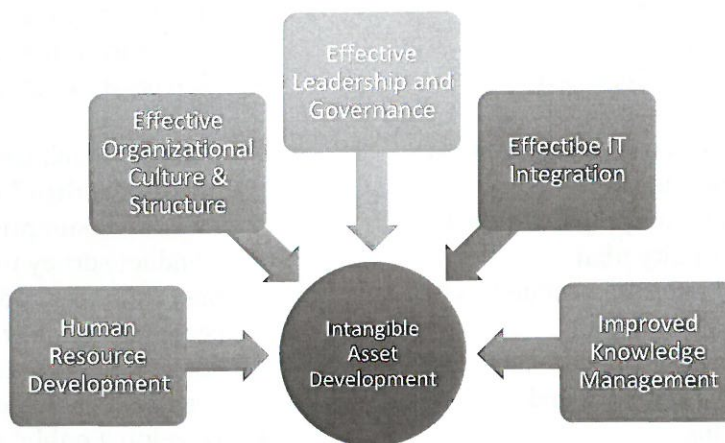 Effective
Leadership and
Governance
Effective
Organizational
Culture &
Structure
Effectibe IT
Integration
Human
Resource
Development
Intangible
Asset
Development
Improved
Knowledge
Management